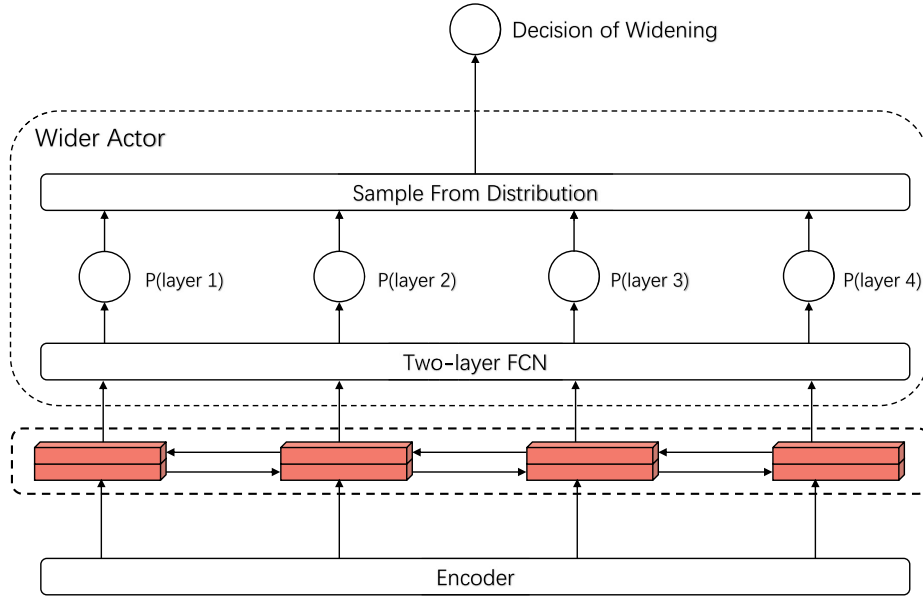 Decision of Widening
Wider Actor
Sample From Distribution
P(layer 1) P(layer 2) P(layer 3) P(layer 4)
Two-layer FCN
Encoder